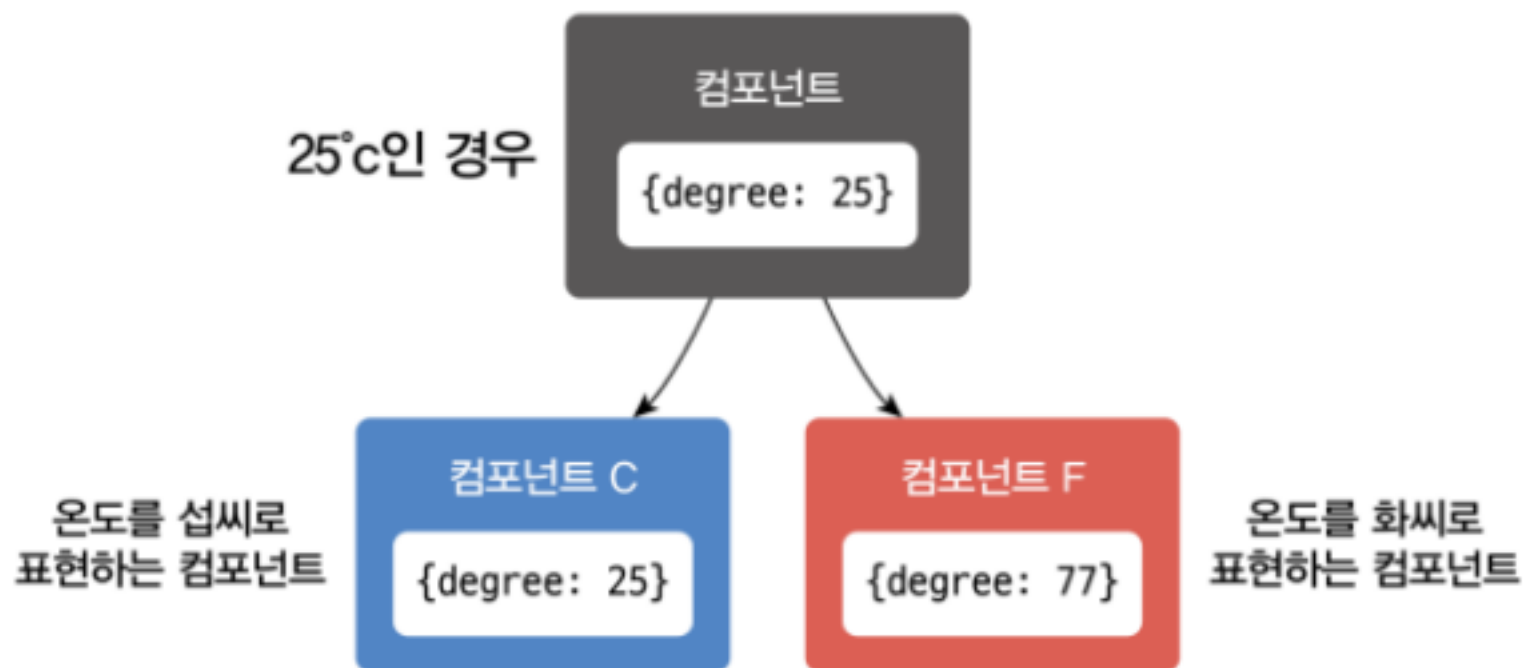 컴포넌트
25°c인 경우
{degree: 25}
컴포넌트 C
{degree: 25}
온도를 섭씨로
표현하는 컴포넌트
컴포넌트 F
{degree: 77}
온도를 화씨로
표현하는 컴포넌트